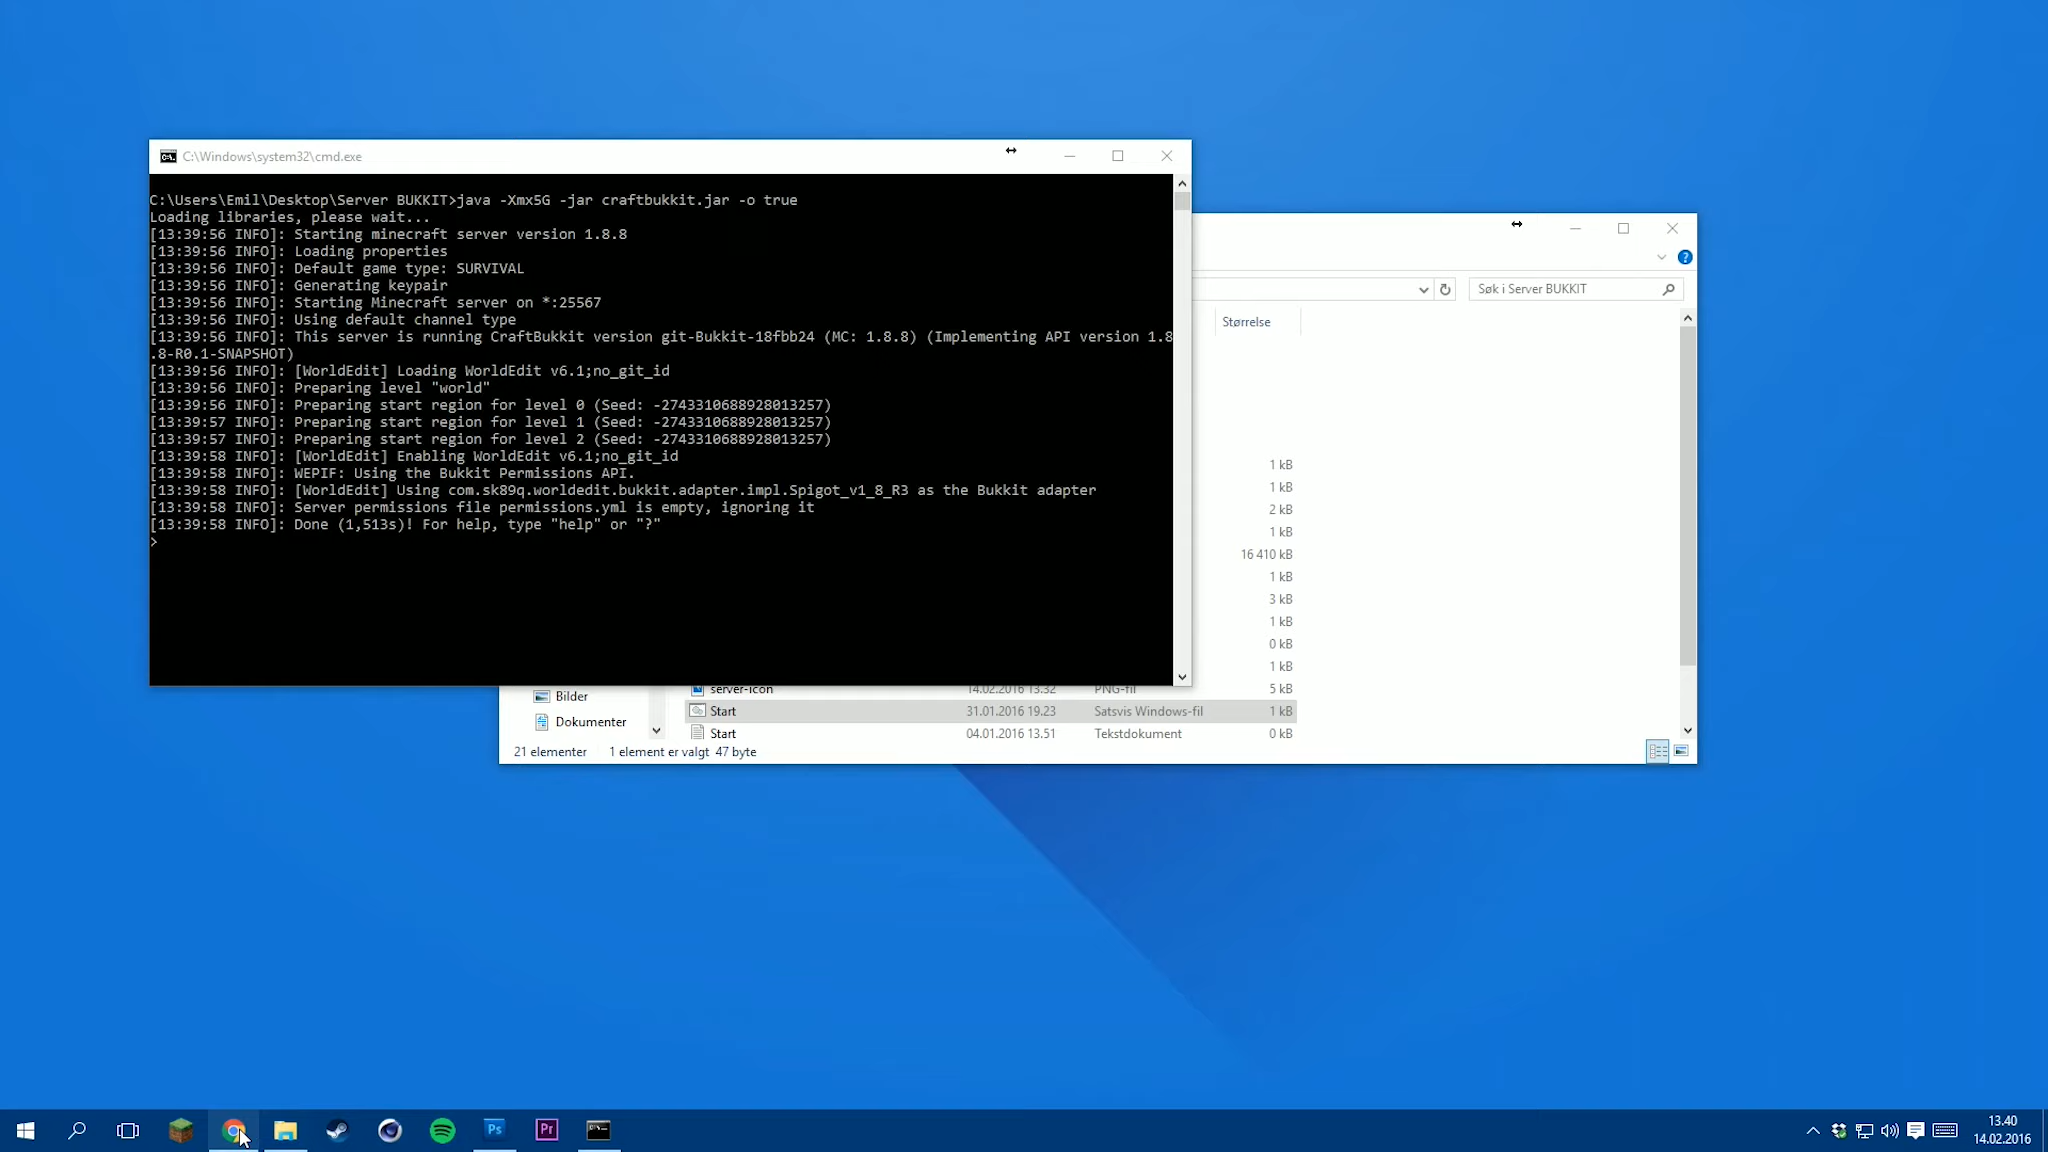 C:\Windows\system32\cmd.exe
C:\Users\Emil\Desktop\Server BUKKIT>java -Xmx5G -jar craftbukkit.jar -o true
Loading libraries, please wait...
[13:39:56 INFO]: Starting minecraft server version 1.8.8
[13:39:56 INFO]: Loading properties
[13:39:56 INFO]: Default game type: SURVIVAL
[13:39:56 INFO]: Generating keypair
[13:39:56 INFO]: Starting Minecraft server on *:25567
[13:39:56 INFO]: Using default channel type
[13:39:56 INFO]: This server is running CraftBukkit version git-Bukkit-18fbb24 (MC: 1.8.8) (Implementing API version 1.8
.8-R0.1-SNAPSHOT)
[13:39:56 INFO]: [WorldEdit] Loading WorldEdit v6.1;no_git_id
[13:39:56 INFO]: Preparing level "world"
[13:39:56 INFO]: Preparing start region for level 0 (Seed: -2743310688928013257)
[13:39:57 INFO]: Preparing start region for level 1 (Seed: -2743310688928013257)
[13:39:57 INFO]: Preparing start region for level 2 (Seed: -2743310688928013257)
[13:39:58 INFO]: [WorldEdit] Enabling WorldEdit v6.1;no_git_id
[13:39:58 INFO]: WEPIF: Using the Bukkit Permissions API.
[13:39:58 INFO]: [WorldEdit] Using com.sk89q.worldedit.bukkit.adapter.impl.Spigot_v1_8_R3 as the Bukkit adapter
[13:39:58 INFO]: Server permissions file permissions.yml is empty, ignoring it
[13:39:58 INFO]: Done (1,513s)! For help, type "help" or "?"
>
Søk i Server BUKKIT
Størrelse
1 kB
1 kB
2 kB
1 kB
16 410 kB
1 kB
3 kB
1 kB
0 kB
1 kB
Bilder
server-icon 14.02.2016 13.32 PNG-fil 5 kB
Start 31.01.2016 19.23 Satsvis Windows-fil 1 kB
Dokumenter
Start 04.01.2016 13.51 Tekstdokument 0 kB
21 elementer 1 element er valgt 47 byte
Ps
Pr
13.40
14.02.2016